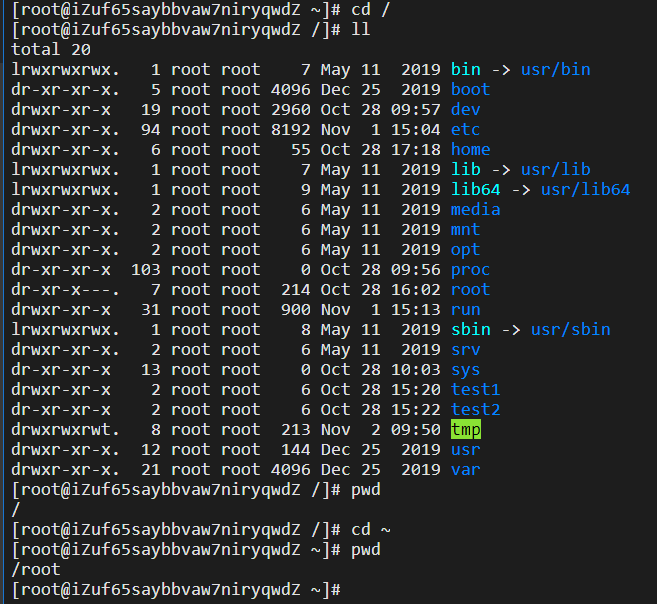 [root@iZuf65saybbvaw7niryqwdZ ~]# cd /
[root@iZuf65saybbvaw7niryqwdZ /]# ll
total 20
lrwxrwxrwx.   1 root root    7 May 11  2019 bin -> usr/bin
dr-xr-xr-x.   5 root root 4096 Dec 25  2019 boot
drwxr-xr-x   19 root root 2960 Oct 28 09:57 dev
drwxr-xr-x.  94 root root 8192 Nov  1 15:04 etc
drwxr-xr-x.   6 root root   55 Oct 28 17:18 home
lrwxrwxrwx.   1 root root    7 May 11  2019 lib -> usr/lib
lrwxrwxrwx.   1 root root    9 May 11  2019 lib64 -> usr/lib64
drwxr-xr-x.   2 root root    6 May 11  2019 media
drwxr-xr-x.   2 root root    6 May 11  2019 mnt
drwxr-xr-x.   2 root root    6 May 11  2019 opt
dr-xr-xr-x  103 root root    0 Oct 28 09:56 proc
dr-xr-x---.   7 root root  214 Oct 28 16:02 root
drwxr-xr-x   31 root root  900 Nov  1 15:13 run
lrwxrwxrwx.   1 root root    8 May 11  2019 sbin -> usr/sbin
drwxr-xr-x.   2 root root    6 May 11  2019 srv
dr-xr-xr-x   13 root root    0 Oct 28 10:03 sys
drwxr-xr-x    2 root root    6 Oct 28 15:20 test1
dr-xr-xr-x    2 root root    6 Oct 28 15:22 test2
drwxrwxrwt.   8 root root  213 Nov  2 09:50 tmp
drwxr-xr-x.  12 root root  144 Dec 25  2019 usr
drwxr-xr-x.  21 root root 4096 Dec 25  2019 var
[root@iZuf65saybbvaw7niryqwdZ /]# pwd
/
[root@iZuf65saybbvaw7niryqwdZ /]# cd ~
[root@iZuf65saybbvaw7niryqwdZ ~]# pwd
/root
[root@iZuf65saybbvaw7niryqwdZ ~]#